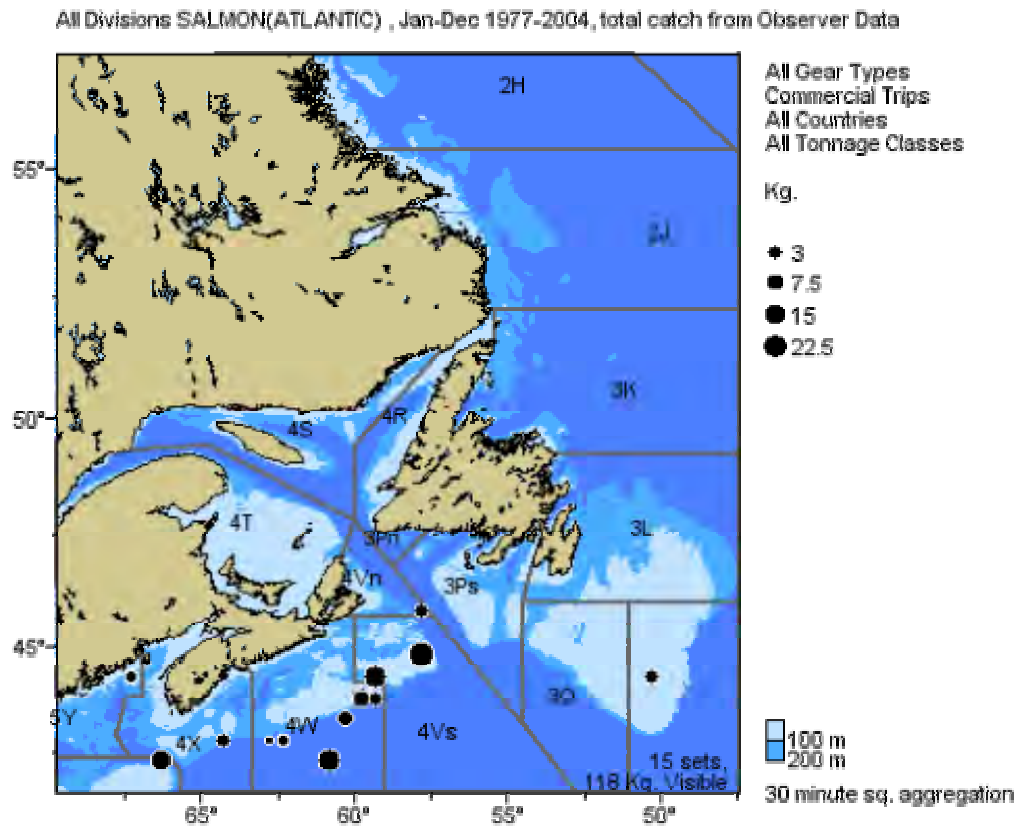 All Divisions SALMON(ATLANTIC) , Jan-Dec 1977-2004, total catch from Observer Data
All Gear Types
Commercial Trips
All Countries
All Tonnage Classes
Kg.
3
7.5
15
22.5
2H
55°
2J
3K
50°
4R
4S
4T
3L
3Pn
4Vn
3Ps
45°
3O
5Y
4W
4X
4Vs
15 sets,
118 Kg. Visible
100 m
200 m
30 minute sq. aggregation
65°
60°
55°
50°